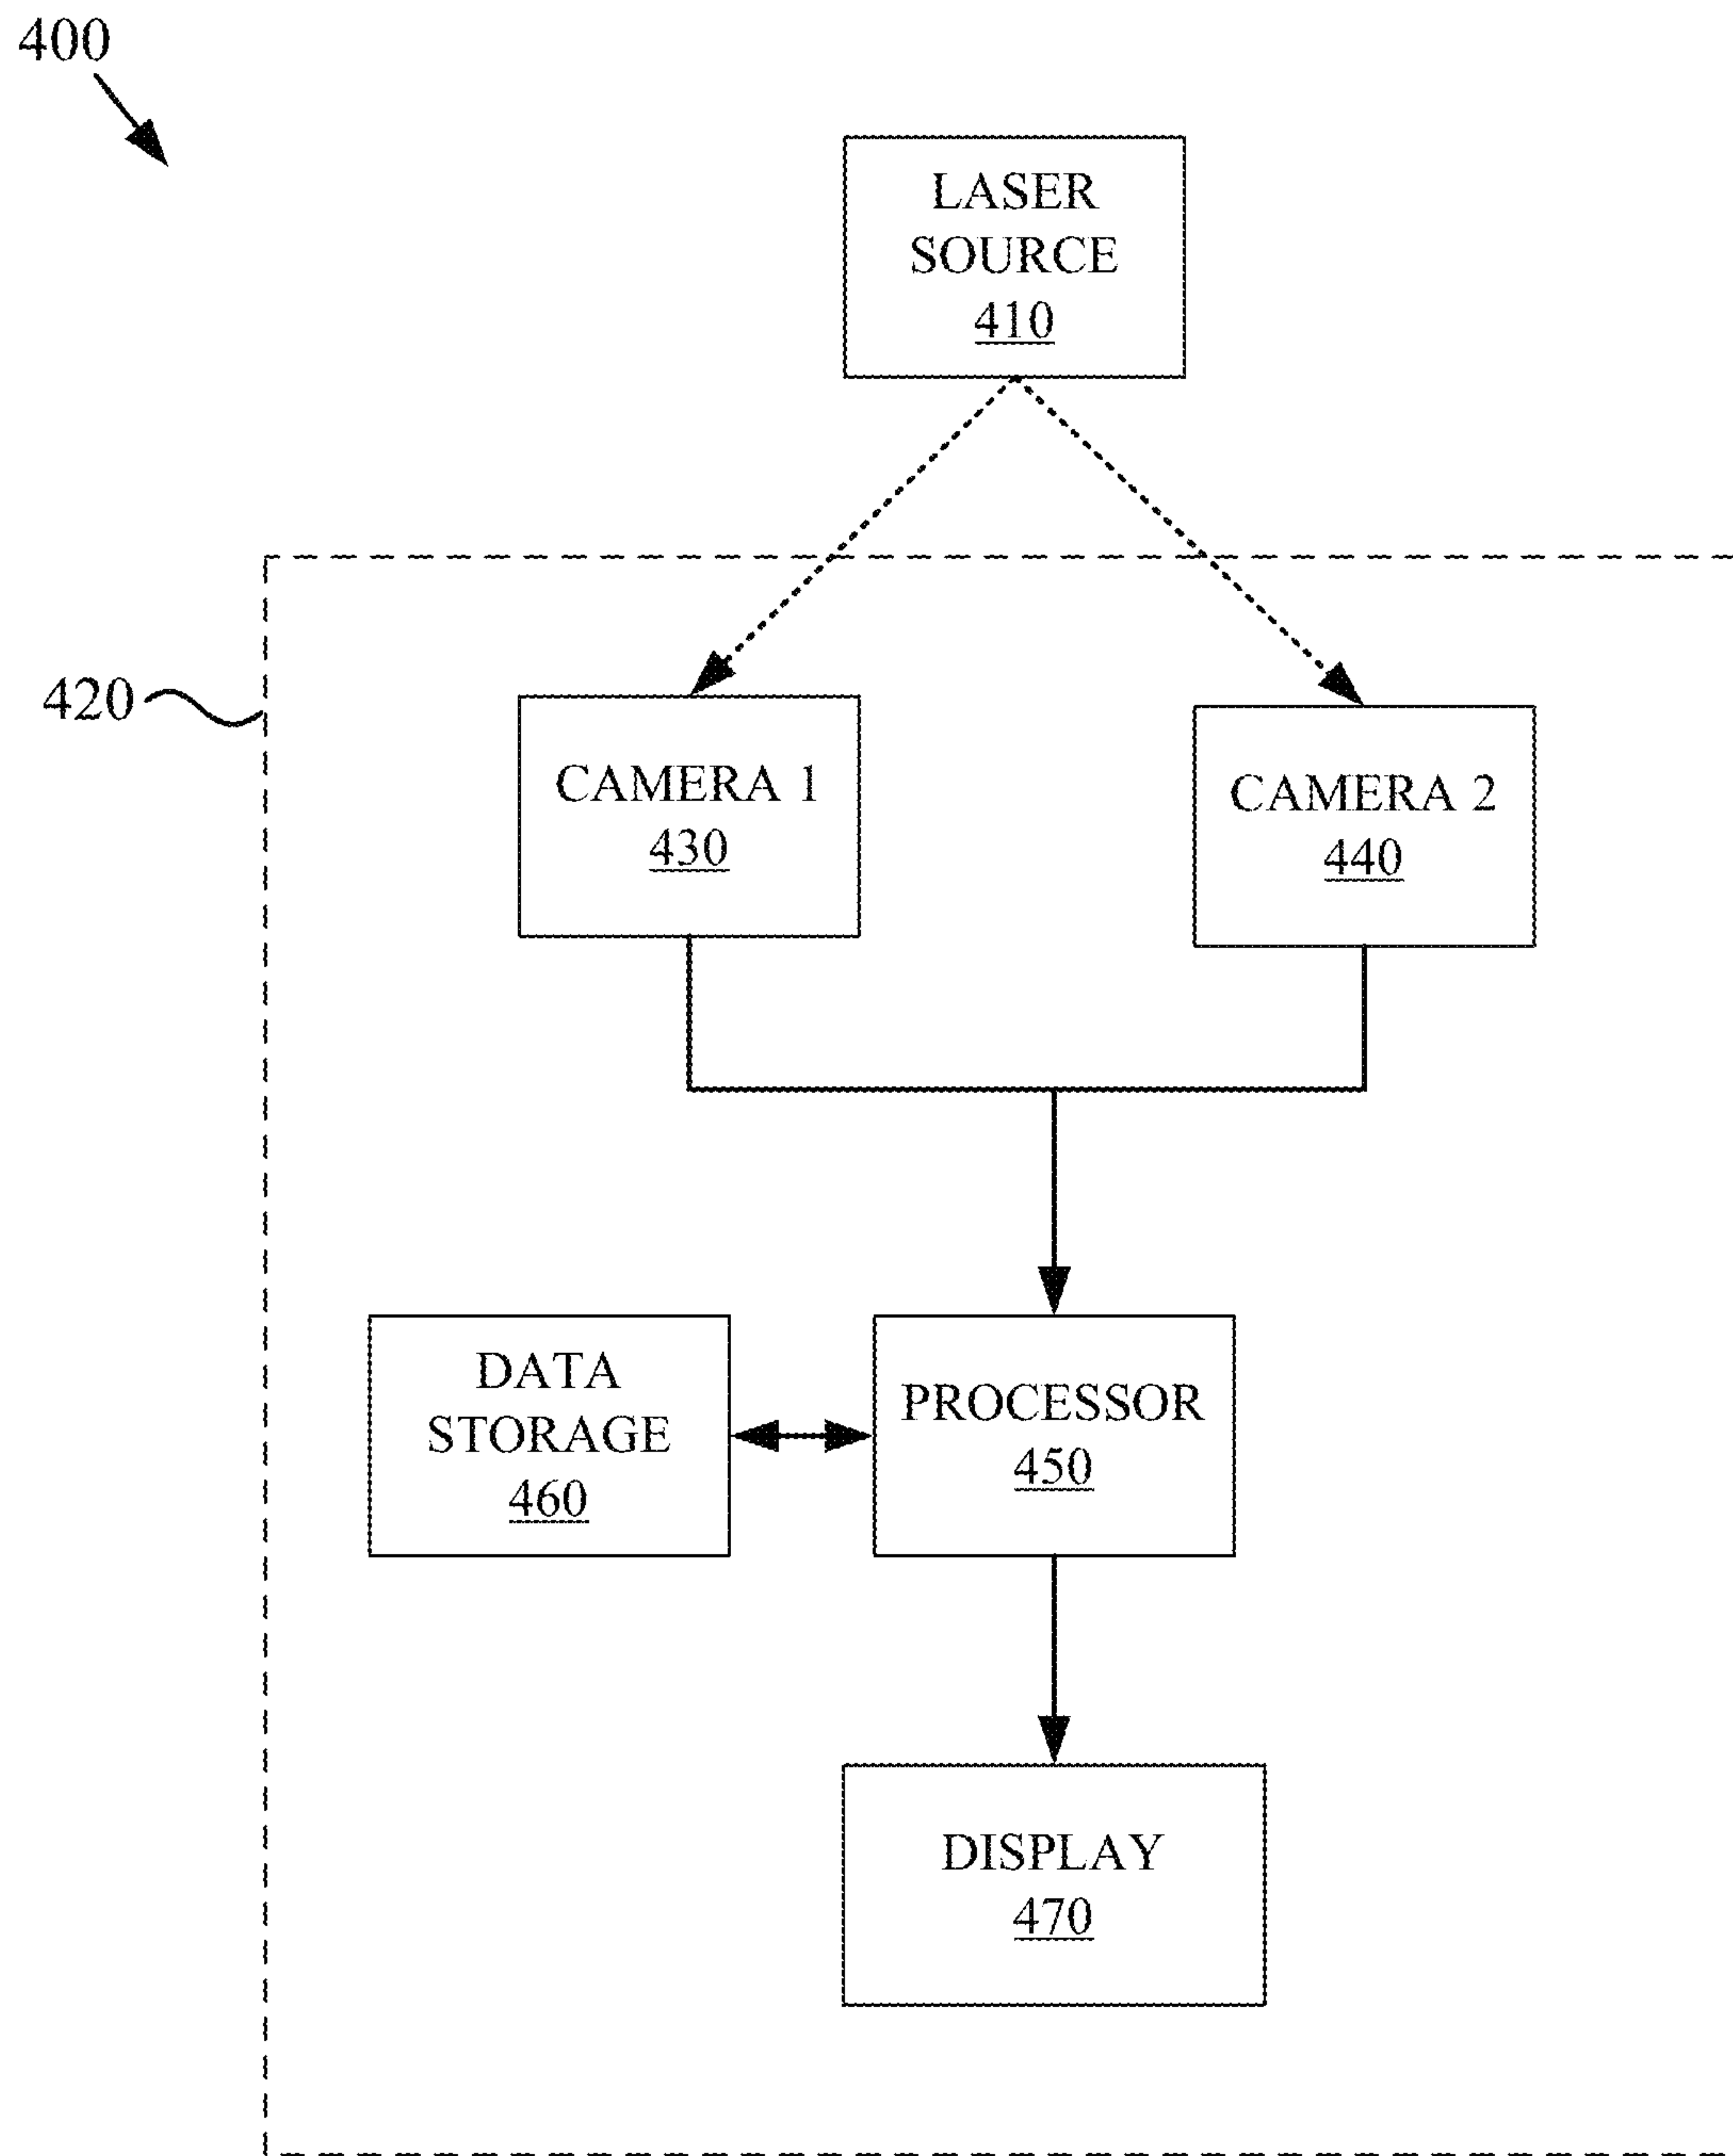 400
LASER
SOURCE
410
420
CAMERA 1
430
CAMERA 2
440
DATA
STORAGE
460
PROCESSOR
450
DISPLAY
470